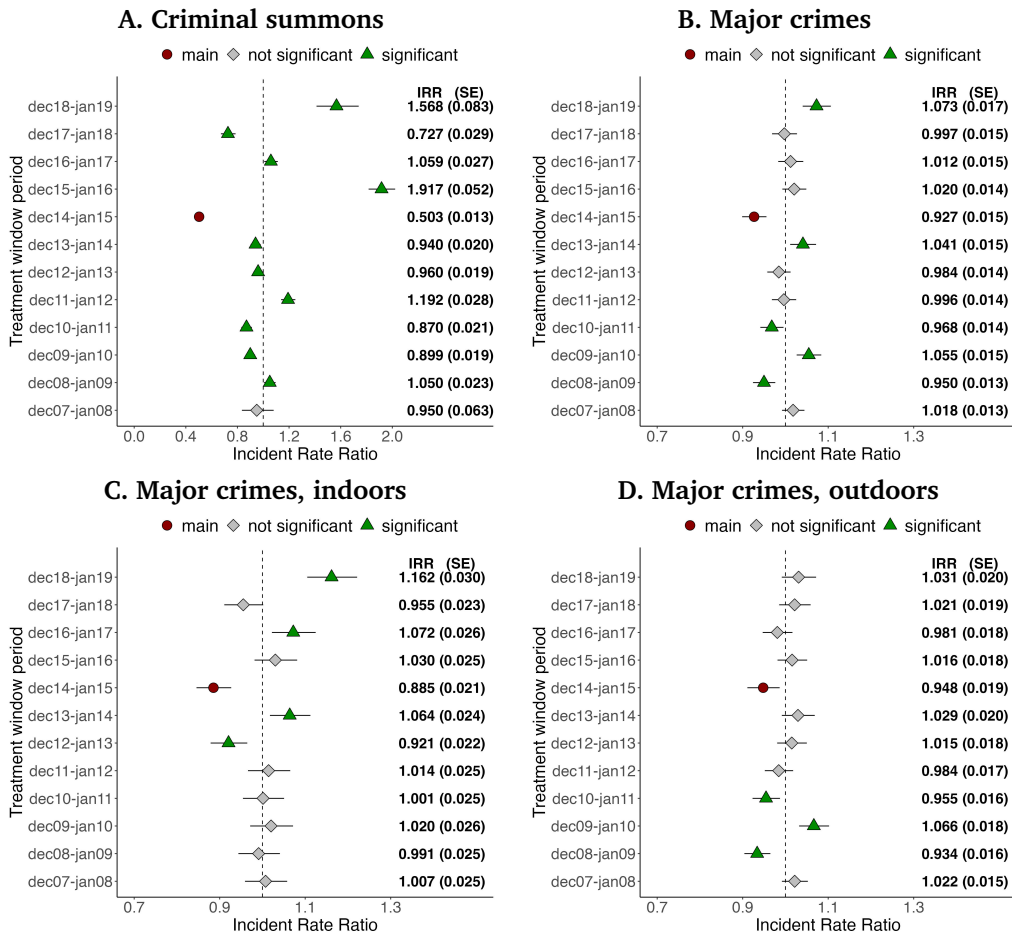 A. Criminal summons
main not significant significant
IRR (SE)
dec18-jan19 1.568 (0.083)
dec17-jan18 0.727 (0.029)
dec16-jan17 1.059 (0.027)
dec15-jan16 1.917 (0.052)
dec14-jan15 0.503 (0.013)
dec13-jan14 0.940 (0.020)
dec12-jan13 0.960 (0.019)
dec11-jan12 1.192 (0.028)
dec10-jan11 0.870 (0.021)
dec09-jan10 0.899 (0.019)
dec08-jan09 1.050 (0.023)
dec07-jan08 0.950 (0.063)
Treatment window period
0.0 0.4 0.8 1.2 1.6 2.0
Incident Rate Ratio
B. Major crimes
main not significant significant
IRR (SE)
dec18-jan19 1.073 (0.017)
dec17-jan18 0.997 (0.015)
dec16-jan17 1.012 (0.015)
dec15-jan16 1.020 (0.014)
dec14-jan15 0.927 (0.015)
dec13-jan14 1.041 (0.015)
dec12-jan13 0.984 (0.014)
dec11-jan12 0.996 (0.014)
dec10-jan11 0.968 (0.014)
dec09-jan10 1.055 (0.015)
dec08-jan09 0.950 (0.013)
dec07-jan08 1.018 (0.013)
Treatment window period
0.7 0.9 1.1 1.3
Incident Rate Ratio
C. Major crimes, indoors
main not significant significant
IRR (SE)
dec18-jan19 1.162 (0.030)
dec17-jan18 0.955 (0.023)
dec16-jan17 1.072 (0.026)
dec15-jan16 1.030 (0.025)
dec14-jan15 0.885 (0.021)
dec13-jan14 1.064 (0.024)
dec12-jan13 0.921 (0.022)
dec11-jan12 1.014 (0.025)
dec10-jan11 1.001 (0.025)
dec09-jan10 1.020 (0.026)
dec08-jan09 0.991 (0.025)
dec07-jan08 1.007 (0.025)
Treatment window period
0.7 0.9 1.1 1.3
Incident Rate Ratio
D. Major crimes, outdoors
main not significant significant
IRR (SE)
dec18-jan19 1.031 (0.020)
dec17-jan18 1.021 (0.019)
dec16-jan17 0.981 (0.018)
dec15-jan16 1.016 (0.018)
dec14-jan15 0.948 (0.019)
dec13-jan14 1.029 (0.020)
dec12-jan13 1.015 (0.018)
dec11-jan12 0.984 (0.017)
dec10-jan11 0.955 (0.016)
dec09-jan10 1.066 (0.018)
dec08-jan09 0.934 (0.016)
dec07-jan08 1.022 (0.015)
Treatment window period
0.7 0.9 1.1 1.3
Incident Rate Ratio